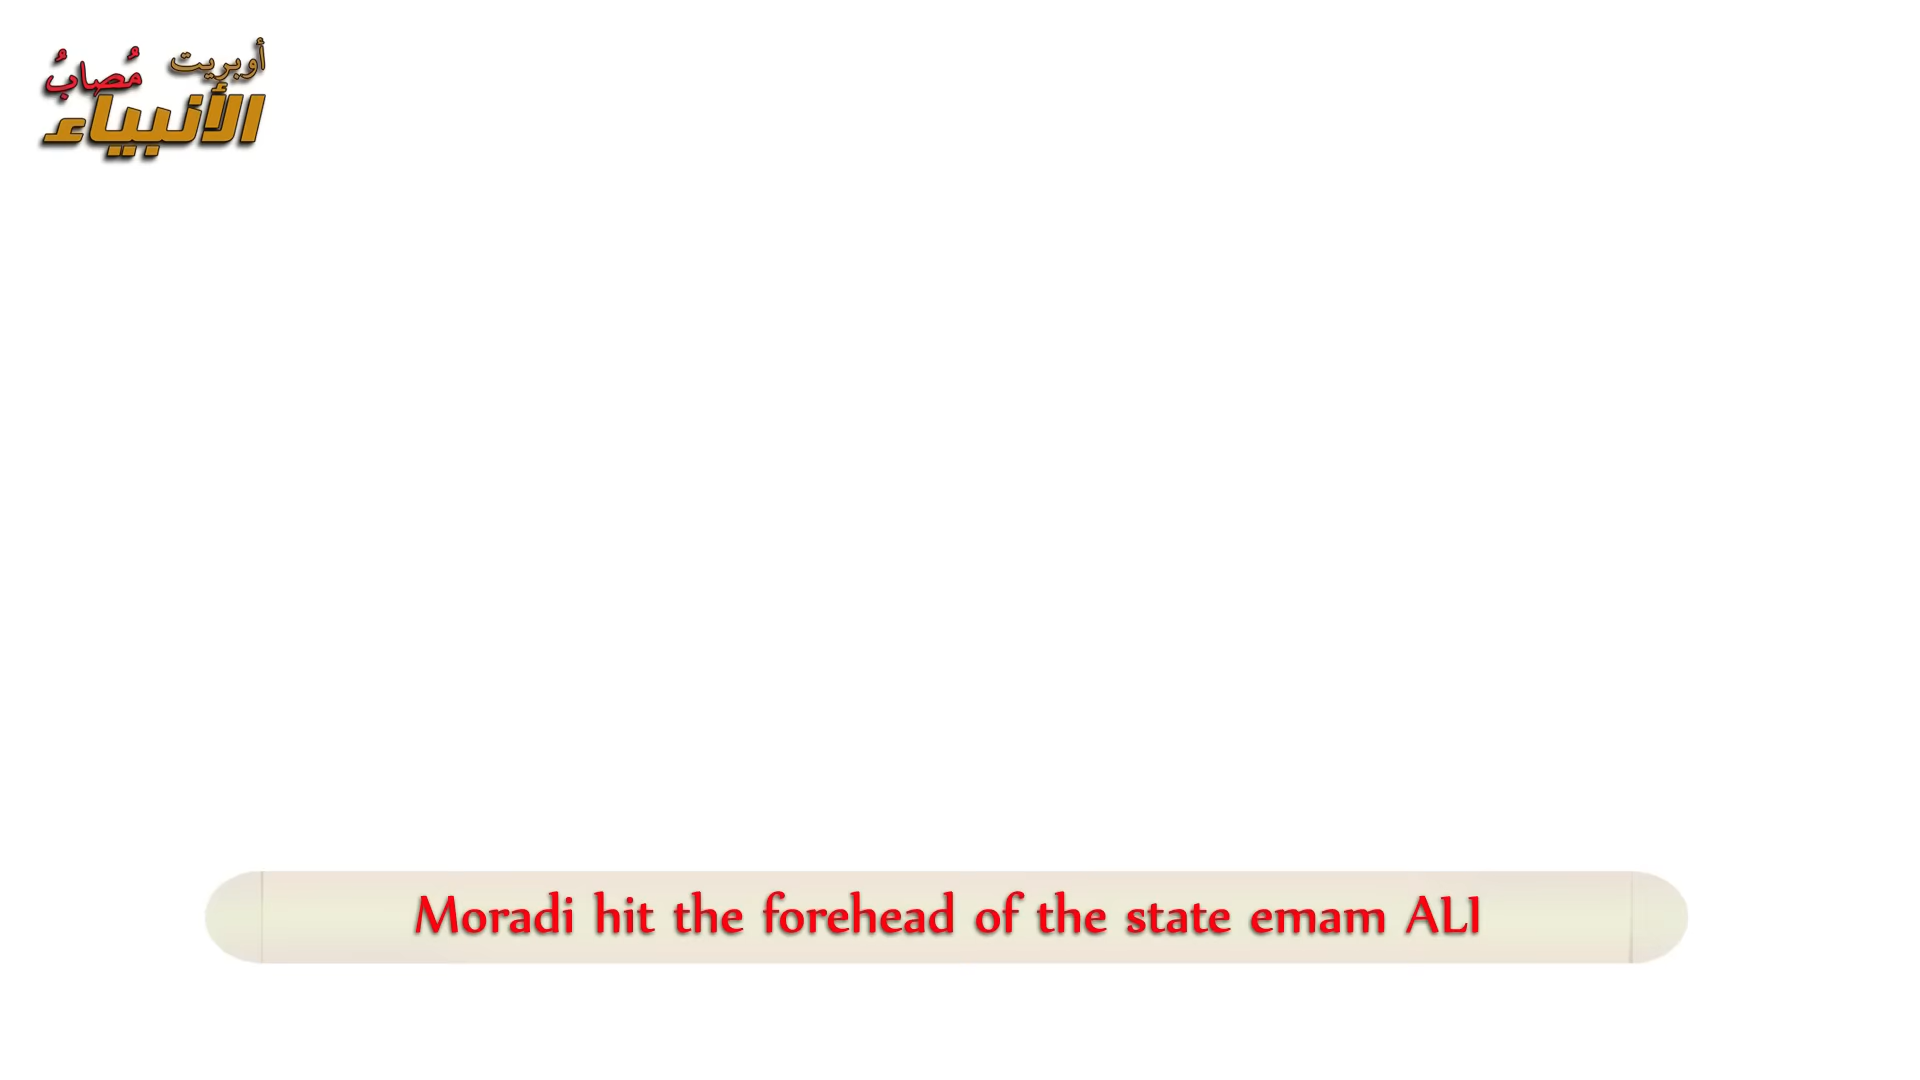 أوبريت
مُصابُ
الأنبياء
Moradi hit the forehead of the state emam ALI